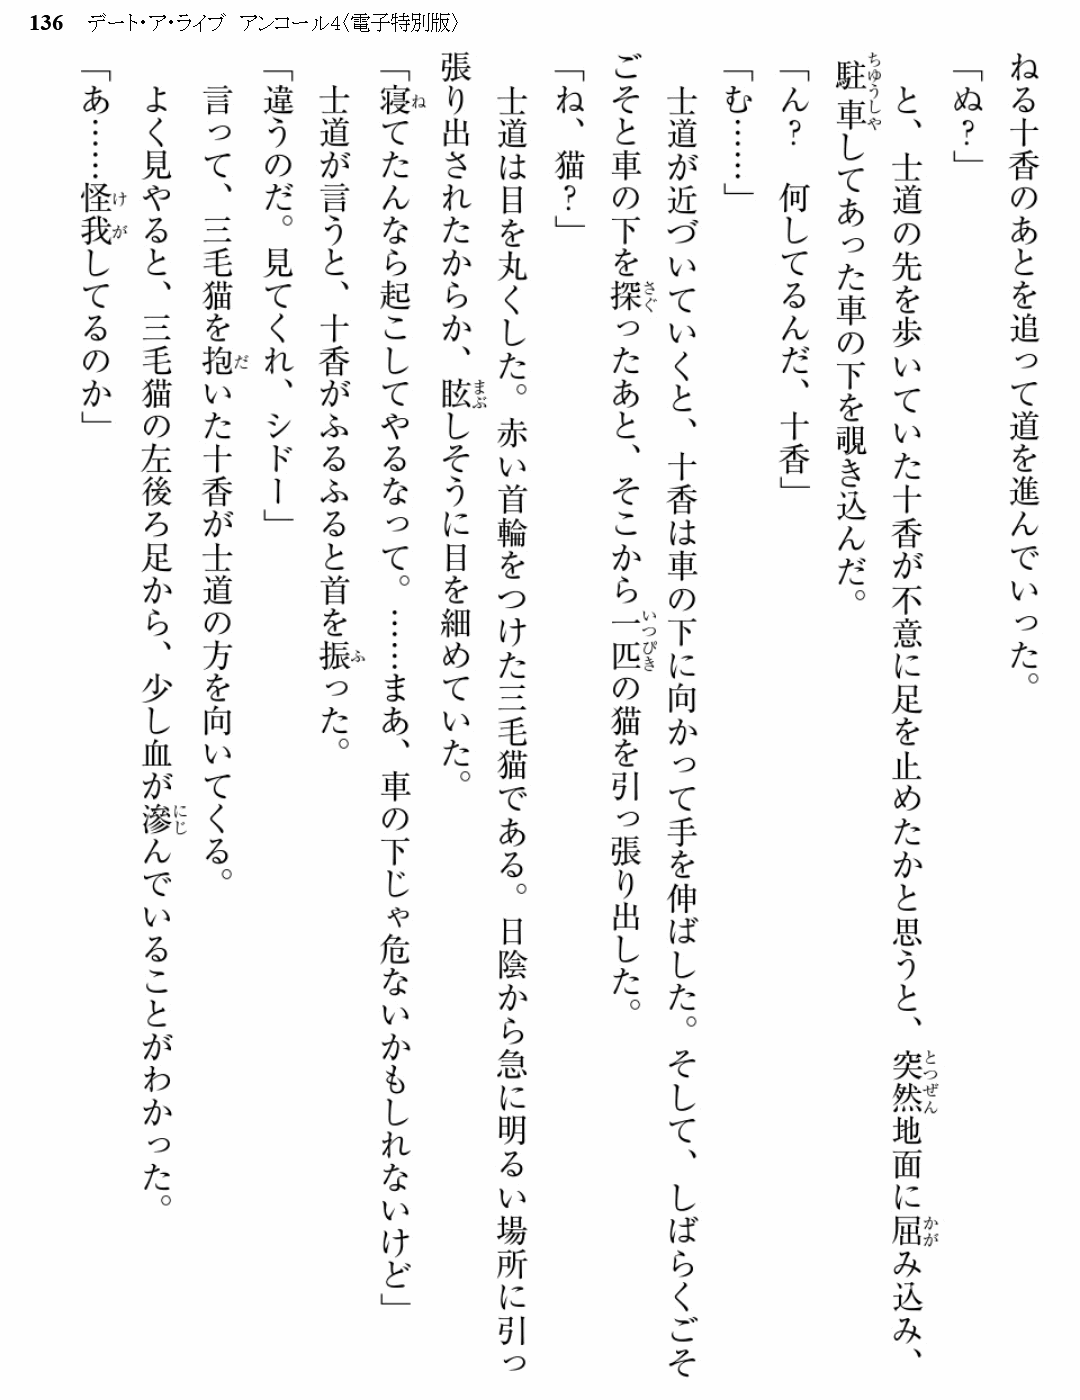 136 デート・ア・ライブ アンコール4〈電子特別版〉
ねる十香のあとを追って道を進んでいった。
「ぬ？」
と、士道の先を歩いていた十香が不意に足を止めたかと思うと、突然地面に屈み込み、
駐車してあった車の下を覗き込んだ。
「ん？　何してるんだ、十香」
「む……」
士道が近づいていくと、十香は車の下に向かって手を伸ばした。そして、しばらくごそ
ごそと車の下を探ったあと、そこから一匹の猫を引っ張り出した。
「ね、猫？」
士道は目を丸くした。赤い首輪をつけた三毛猫である。日陰から急に明るい場所に引っ
張り出されたからか、眩しそうに目を細めていた。
「寝てたんなら起こしてやるなって。……まあ、車の下じゃ危ないかもしれないけど」
士道が言うと、十香がふるふると首を振った。
「違うのだ。見てくれ、シドー」
言って、三毛猫を抱いた十香が士道の方を向いてくる。
よく見やると、三毛猫の左後ろ足から、少し血が滲んでいることがわかった。
「あ……怪我してるのか」